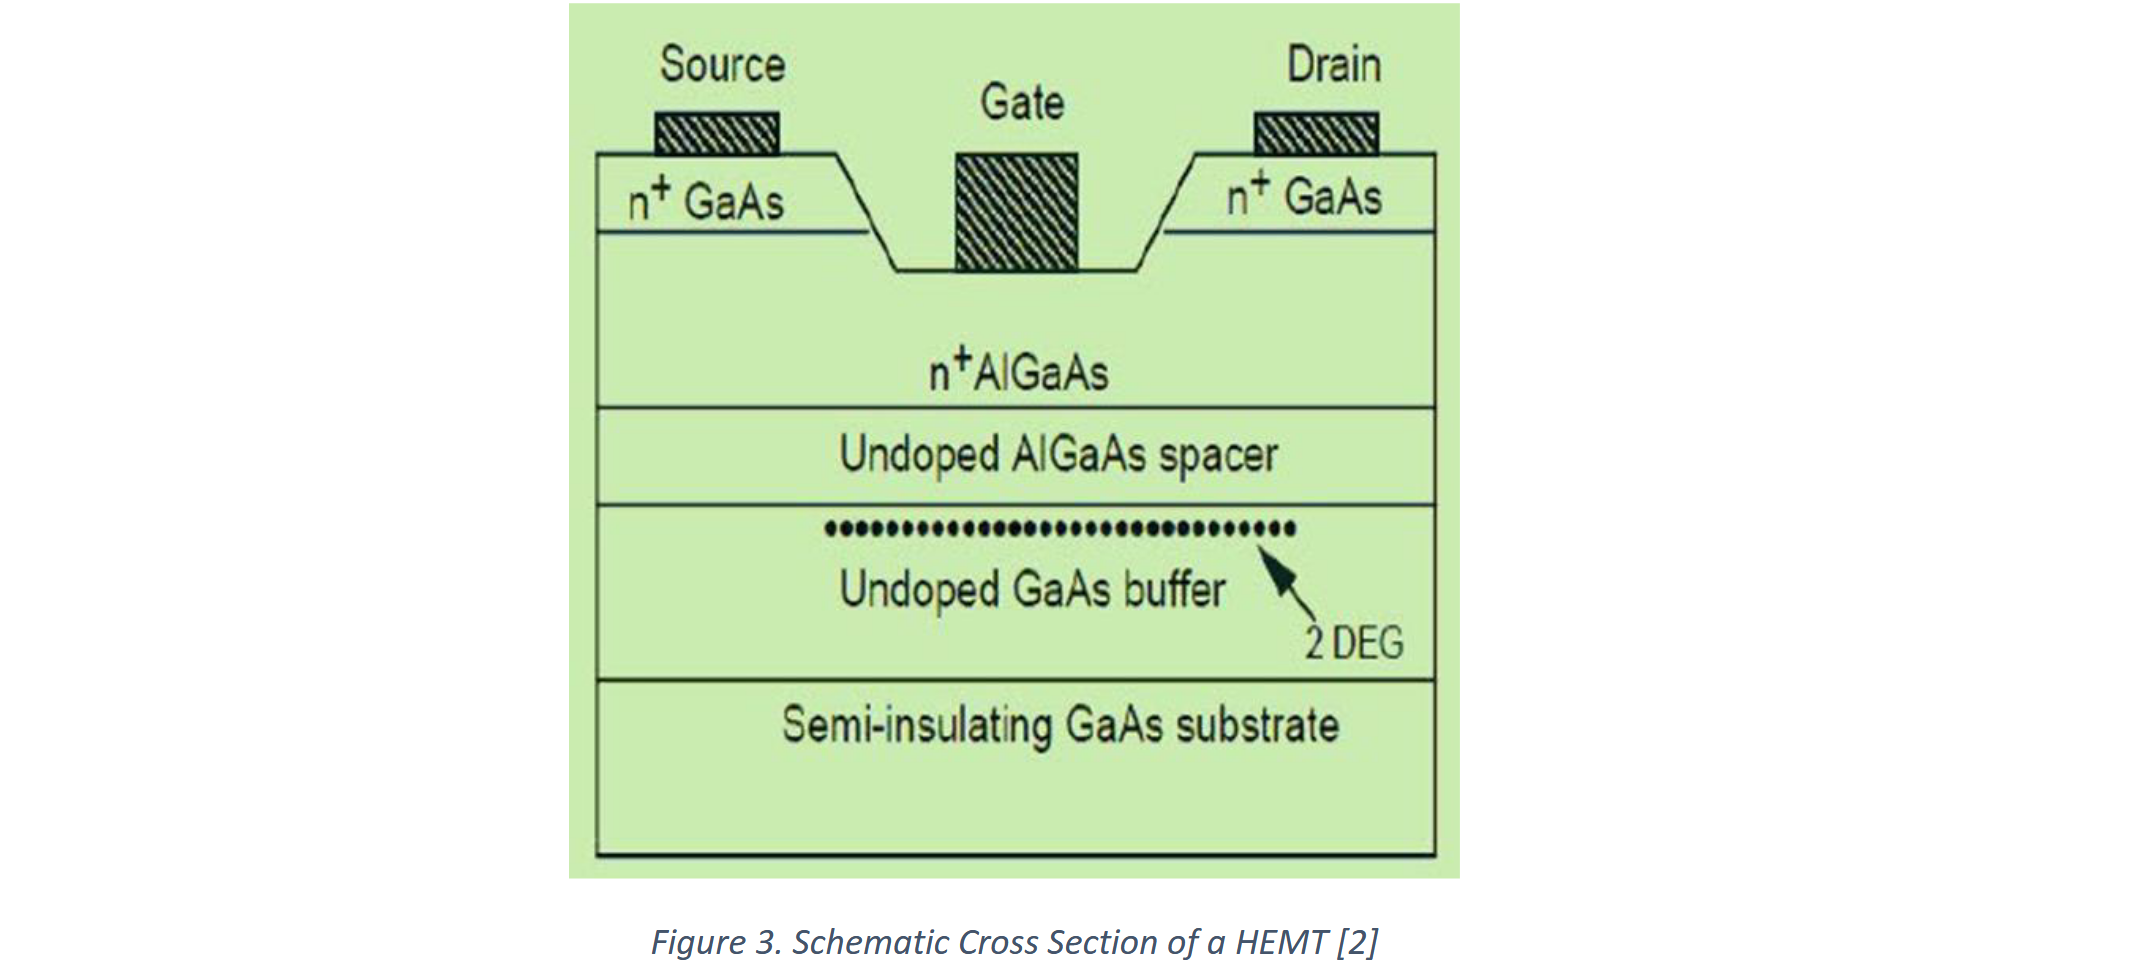 Source
Drain
Gate
n+ GaAs
n+ GaAs
n+AlGaAs
Undoped AlGaAs spacer
Undoped GaAs buffer
2 DEG
Semi-insulating GaAs substrate
Figure 3. Schematic Cross Section of a HEMT [2]